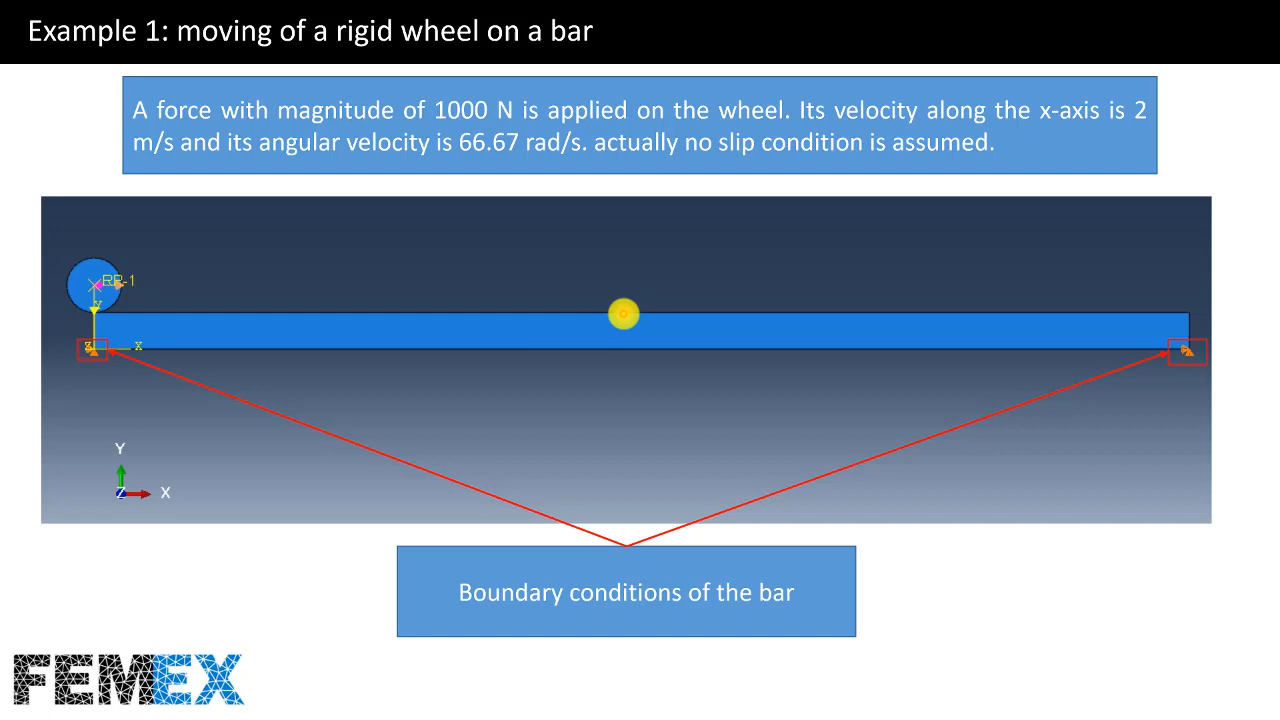 Example 1: moving of a rigid wheel on a bar
A force with magnitude of 1000 N is applied on the wheel. Its velocity along the x-axis is 2
m/s and its angular velocity is 66.67 rad/s. actually no slip condition is assumed.
RP-1
Y
Z X
Y
Z X
Boundary conditions of the bar
FEMEX